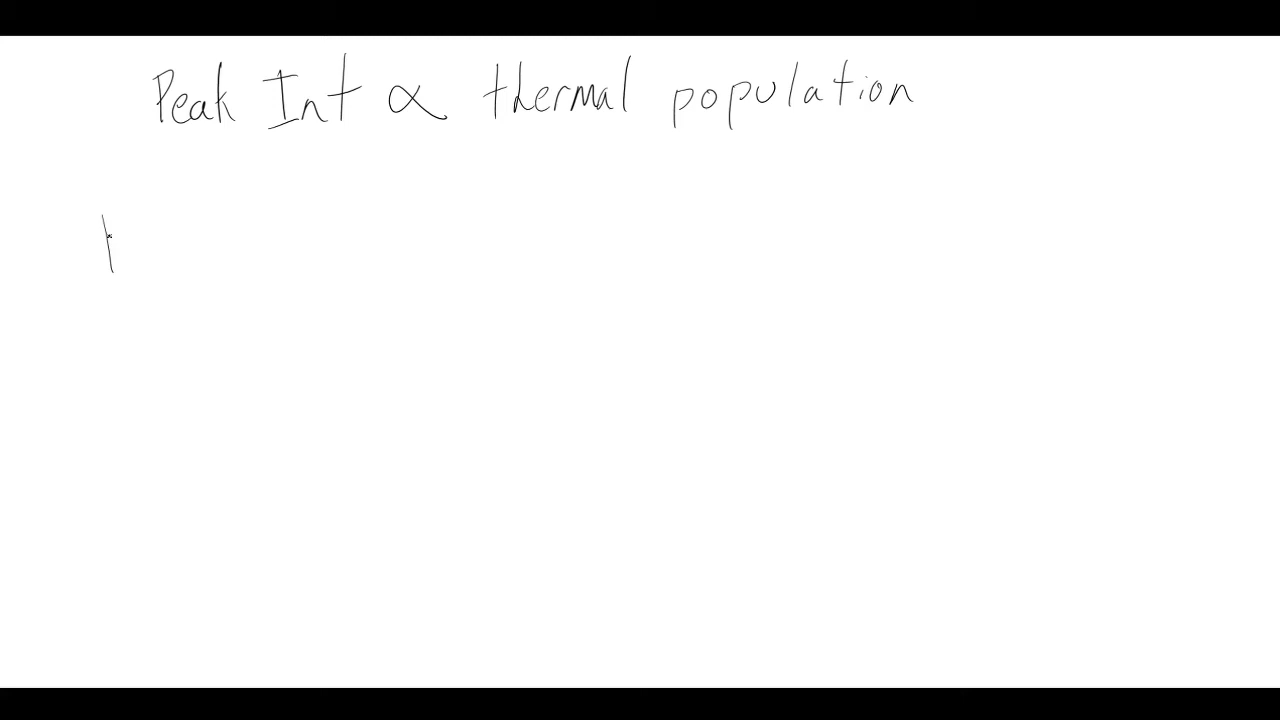 Peak Int ∝ thermal population